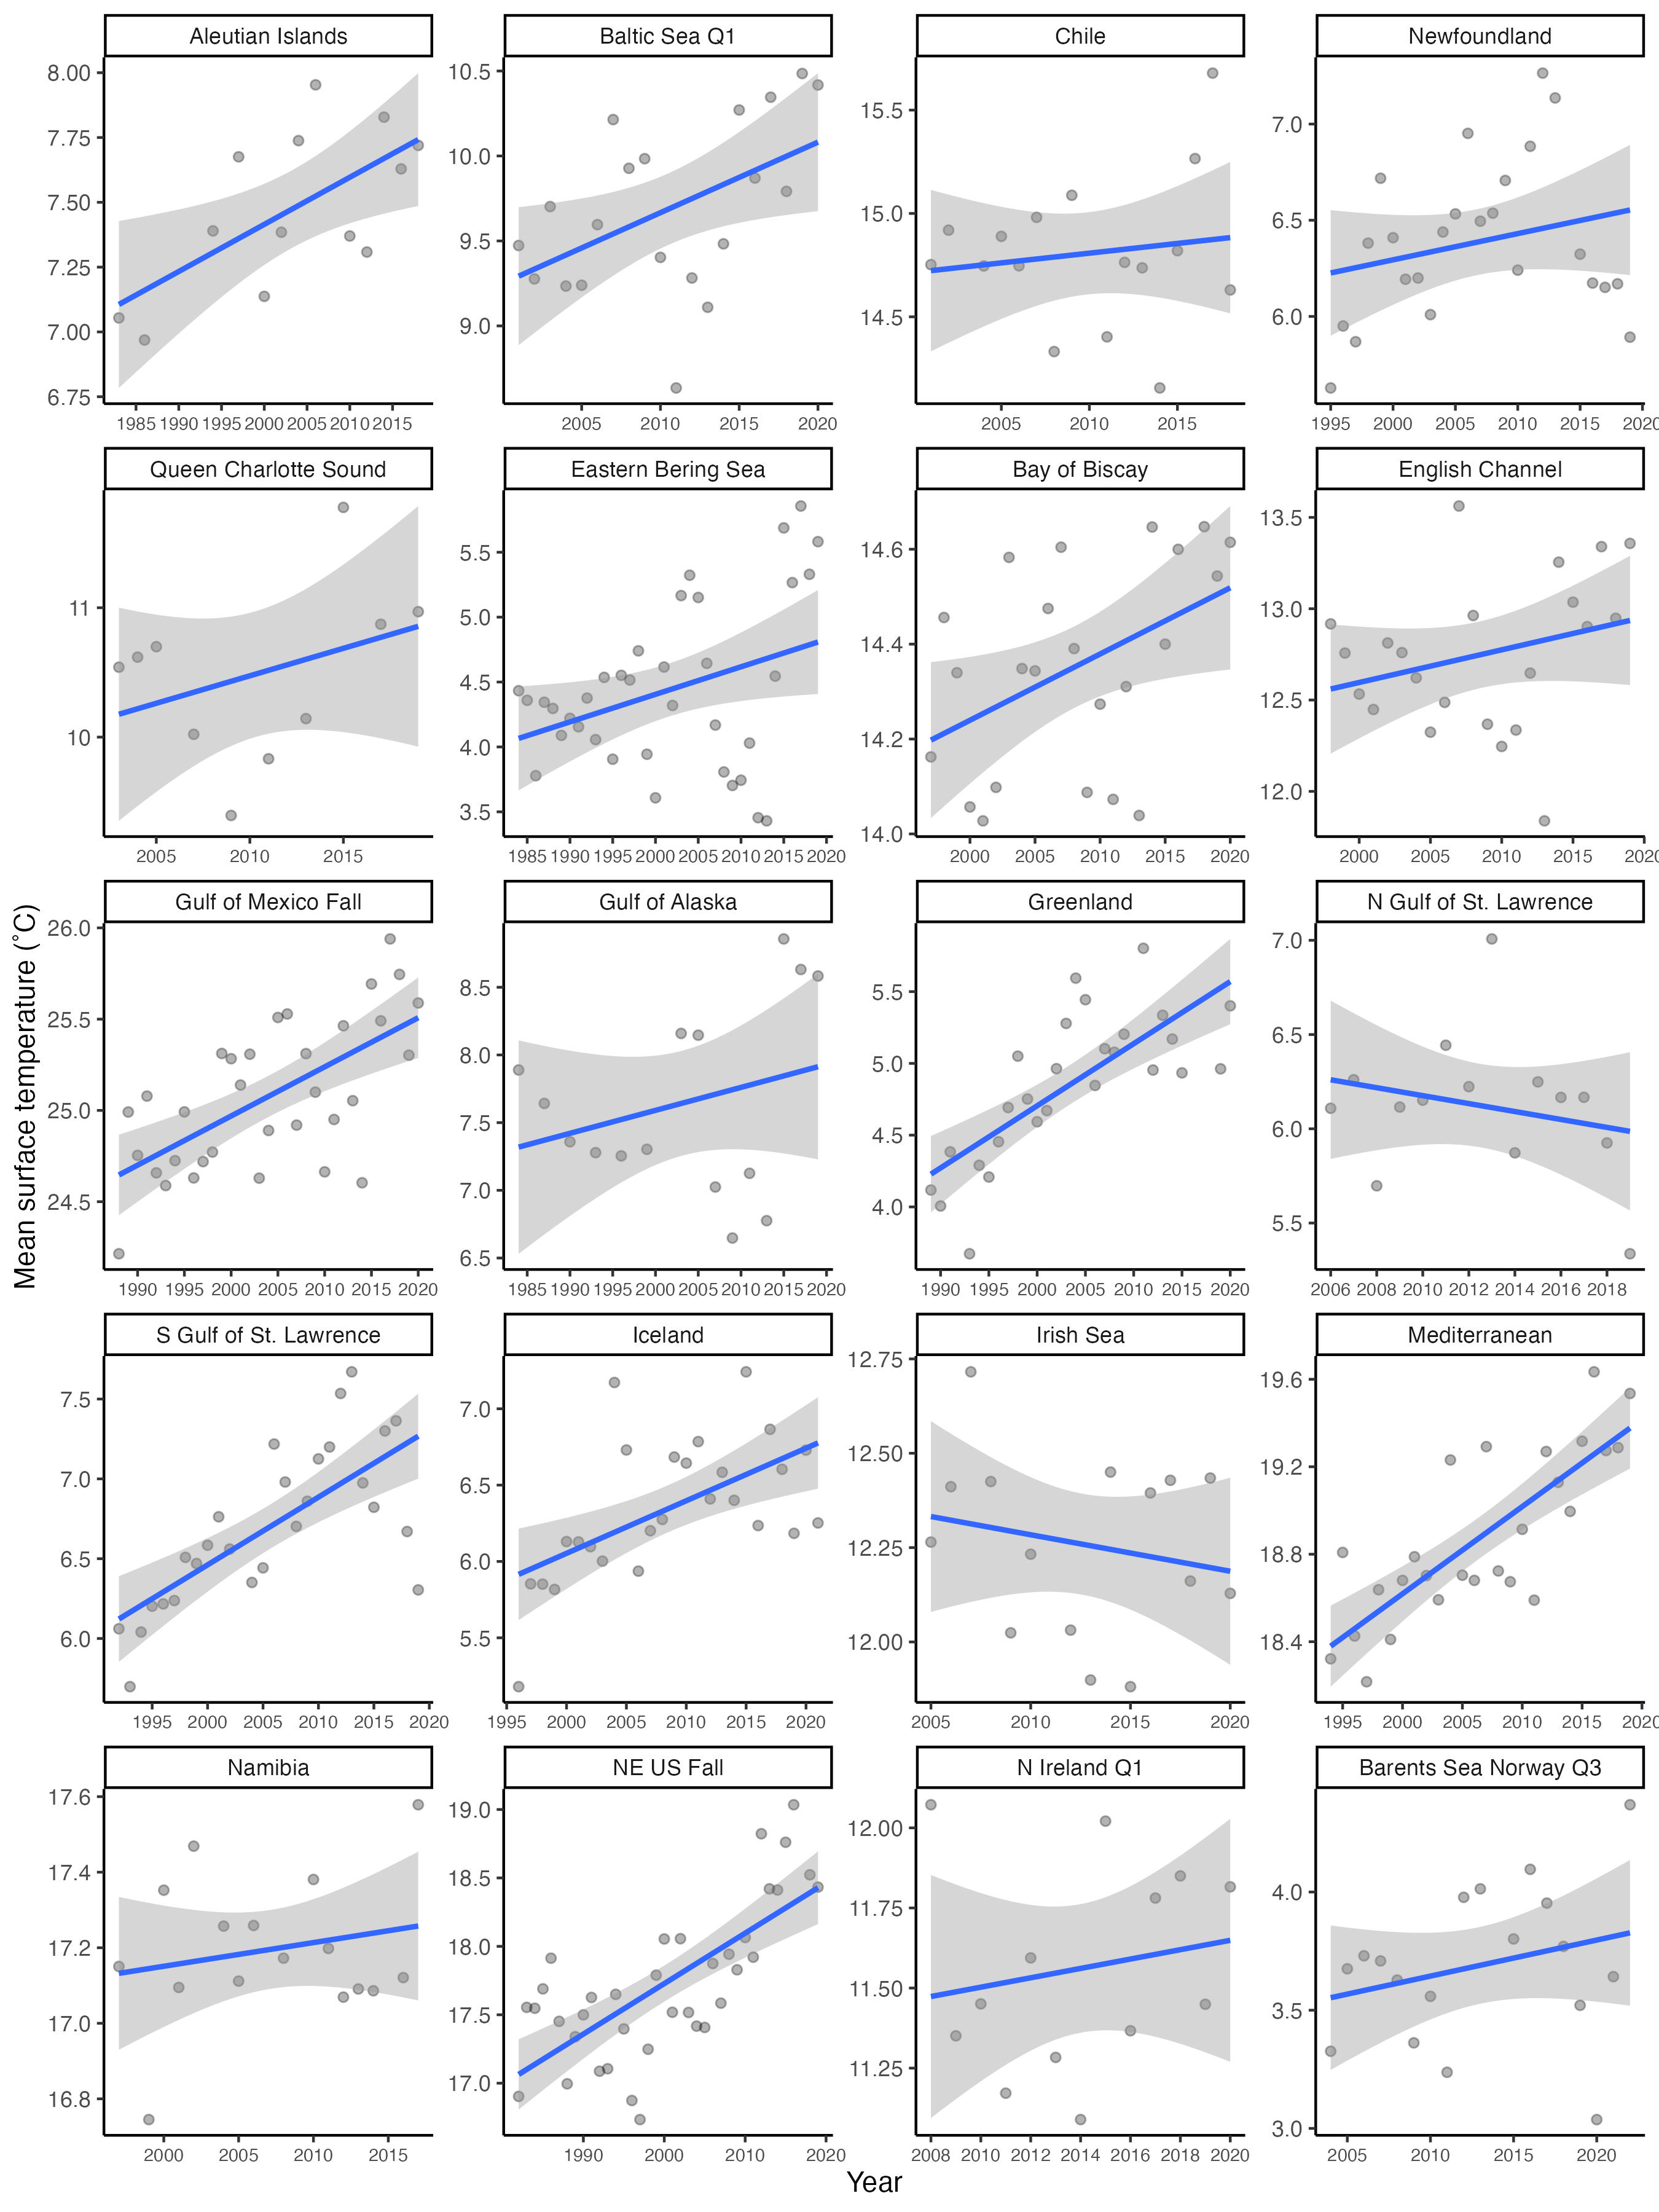 Aleutian Islands
Baltic Sea Q1
Chile
Newfoundland
8.00
7.75
7.50
7.25
7.00
6.75
1985 1990 1995 2000 2005 2010 2015
10.5
10.0
9.5
9.0
2005 2010 2015 2020
15.5
15.0
14.5
2005 2010 2015
7.0
6.5
6.0
1995 2000 2005 2010 2015 2020
Queen Charlotte Sound
Eastern Bering Sea
Bay of Biscay
English Channel
11
10
2005 2010 2015
5.5
5.0
4.5
4.0
3.5
1985 1990 1995 2000 2005 2010 2015 2020
14.6
14.4
14.2
14.0
2000 2005 2010 2015 2020
13.5
13.0
12.5
12.0
2000 2005 2010 2015 2020
Mean surface temperature (˚C)
Gulf of Mexico Fall
Gulf of Alaska
Greenland
N Gulf of St. Lawrence
26.0
25.5
25.0
24.5
1990 1995 2000 2005 2010 2015 2020
8.5
8.0
7.5
7.0
6.5
1985 1990 1995 2000 2005 2010 2015 2020
5.5
5.0
4.5
4.0
1990 1995 2000 2005 2010 2015 2020
7.0
6.5
6.0
5.5
2006 2008 2010 2012 2014 2016 2018
S Gulf of St. Lawrence
Iceland
Irish Sea
Mediterranean
7.5
7.0
6.5
6.0
1995 2000 2005 2010 2015 2020
7.0
6.5
6.0
5.5
1995 2000 2005 2010 2015 2020
12.75
12.50
12.25
12.00
2005 2010 2015 2020
19.6
19.2
18.8
18.4
1995 2000 2005 2010 2015 2020
Namibia
NE US Fall
N Ireland Q1
Barents Sea Norway Q3
17.6
17.4
17.2
17.0
16.8
2000 2005 2010 2015
19.0
18.5
18.0
17.5
17.0
1990 2000 2010 2020
12.00
11.75
11.50
11.25
2008 2010 2012 2014 2016 2018 2020
4.0
3.5
3.0
2005 2010 2015 2020
Year